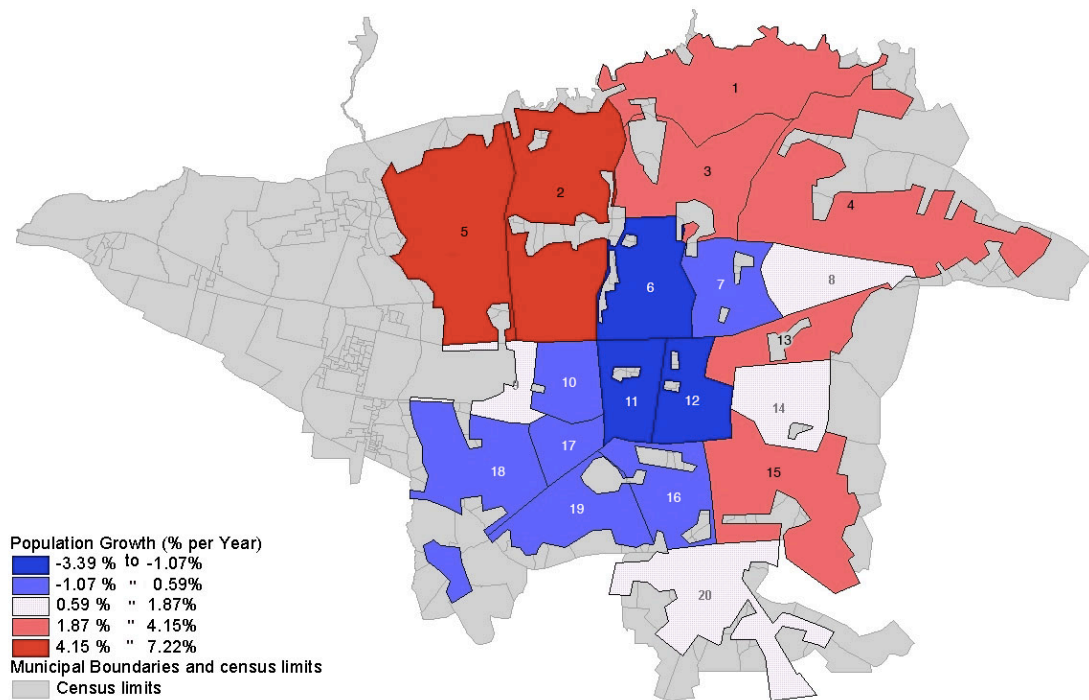 1
2
3
4
5
6
7
8
13
10
11
12
14
17
18
15
16
19
20
Population Growth (% per Year)
-3.39 % to -1.07%
-1.07 " 0.59%
0.59 % " 1.87%
1.87 % " 4.15%
4.15 % " 7.22%
Municipal Boundaries and census limits
Census limits